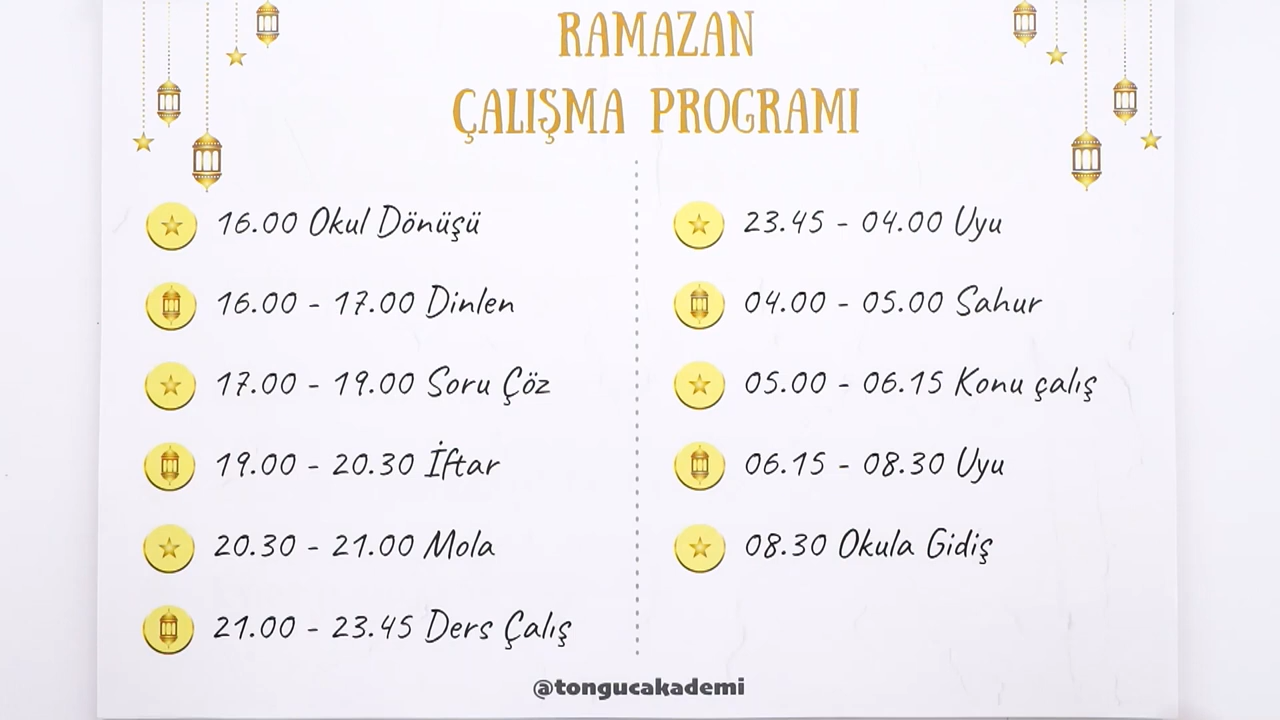 RAMAZAN
ÇALIŞMA PROGRAMI
16.00 Okul Dönüşü
16.00 - 17.00 Dinlen
17.00 - 19.00 Soru Çöz
19.00 - 20.30 İftar
20.30 - 21.00 Mola
21.00 - 23.45 Ders Çalış
23.45 - 04.00 Uyu
04.00 - 05.00 Sahur
05.00 - 06.15 Konu çalış
06.15 - 08.30 Uyu
08.30 Okula Gidiş
@tongucakademi